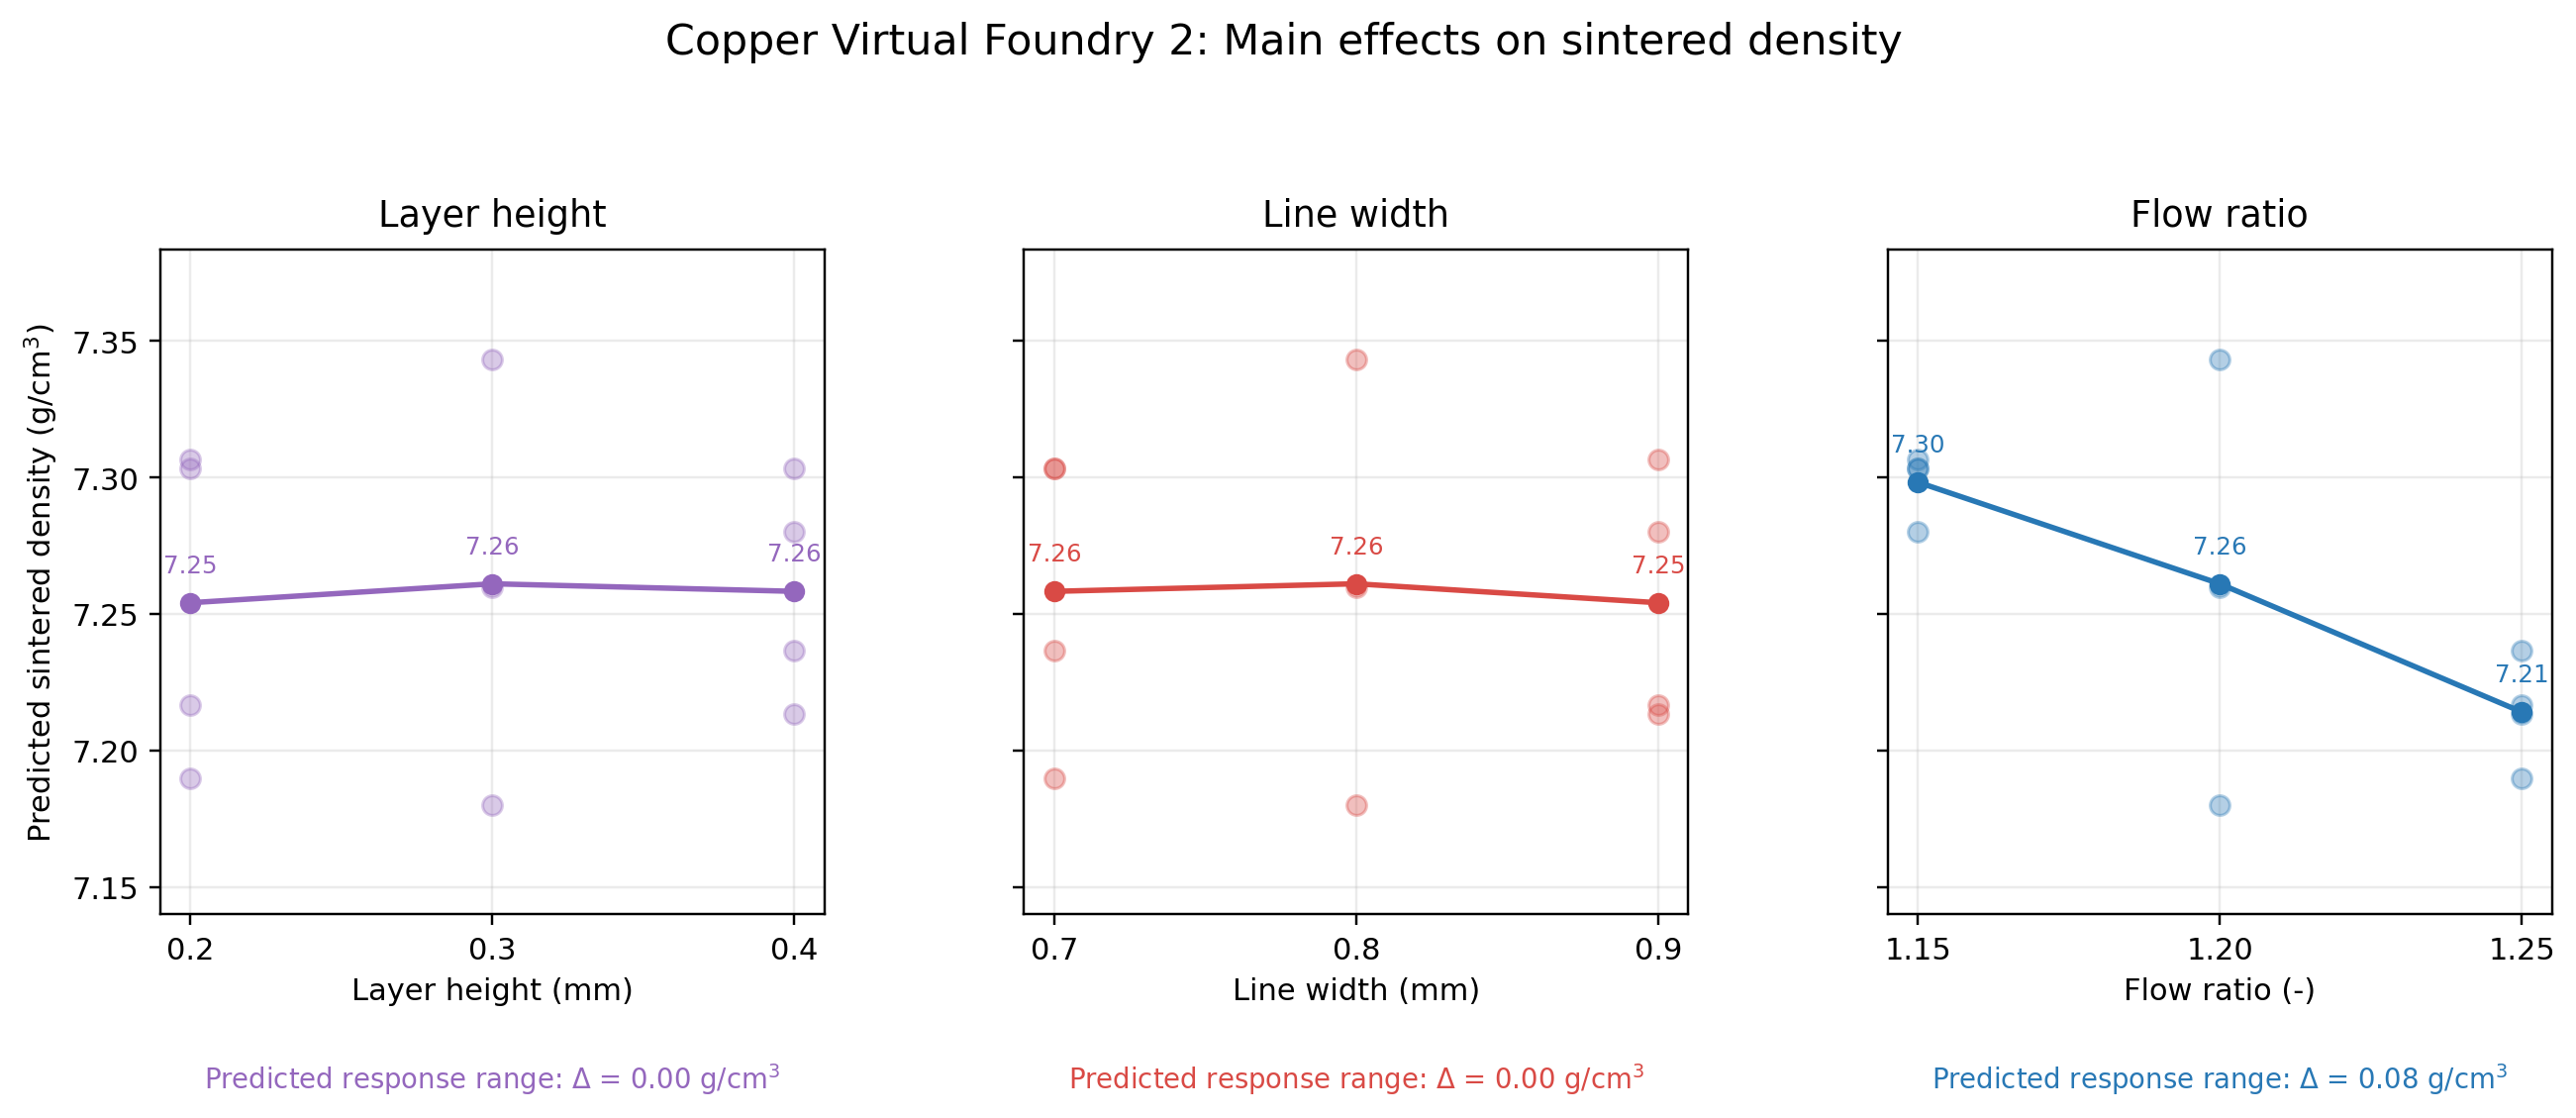 Copper Virtual Foundry 2: Main effects on sintered density
Layer height
Line width
Flow ratio
Predicted sintered density (g/cm³)
7.35
7.30
7.25
7.20
7.15
7.25
7.26
7.26
7.26
7.26
7.25
7.30
7.26
7.21
0.2
0.3
0.4
0.7
0.8
0.9
1.15
1.20
1.25
Layer height (mm)
Line width (mm)
Flow ratio (-)
Predicted response range: Δ = 0.00 g/cm³
Predicted response range: Δ = 0.00 g/cm³
Predicted response range: Δ = 0.08 g/cm³